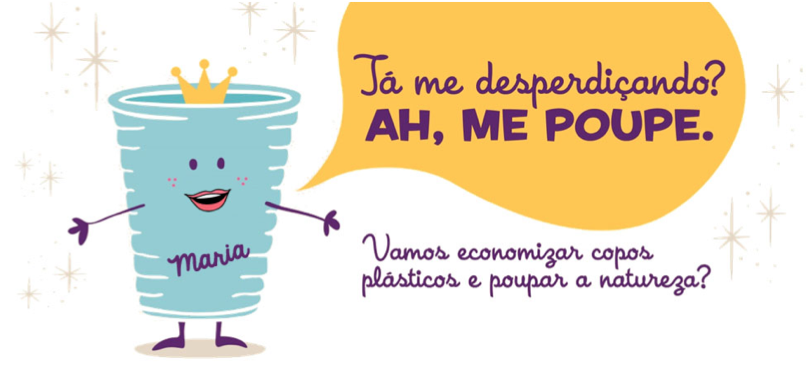 Tá me desperdiçando?
AH, ME POUPE.
maria
Vamos economizar copos
plásticos e poupar a natureza?